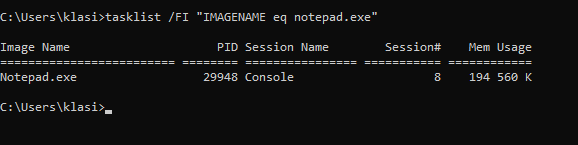 C:\Users\klasi>tasklist /FI "IMAGENAME eq notepad.exe"
Image Name                     PID Session Name        Session#    Mem Usage
========================= ======== ================ =========== ============
Notepad.exe                  29948 Console                    8    194 560 K
C:\Users\klasi>_